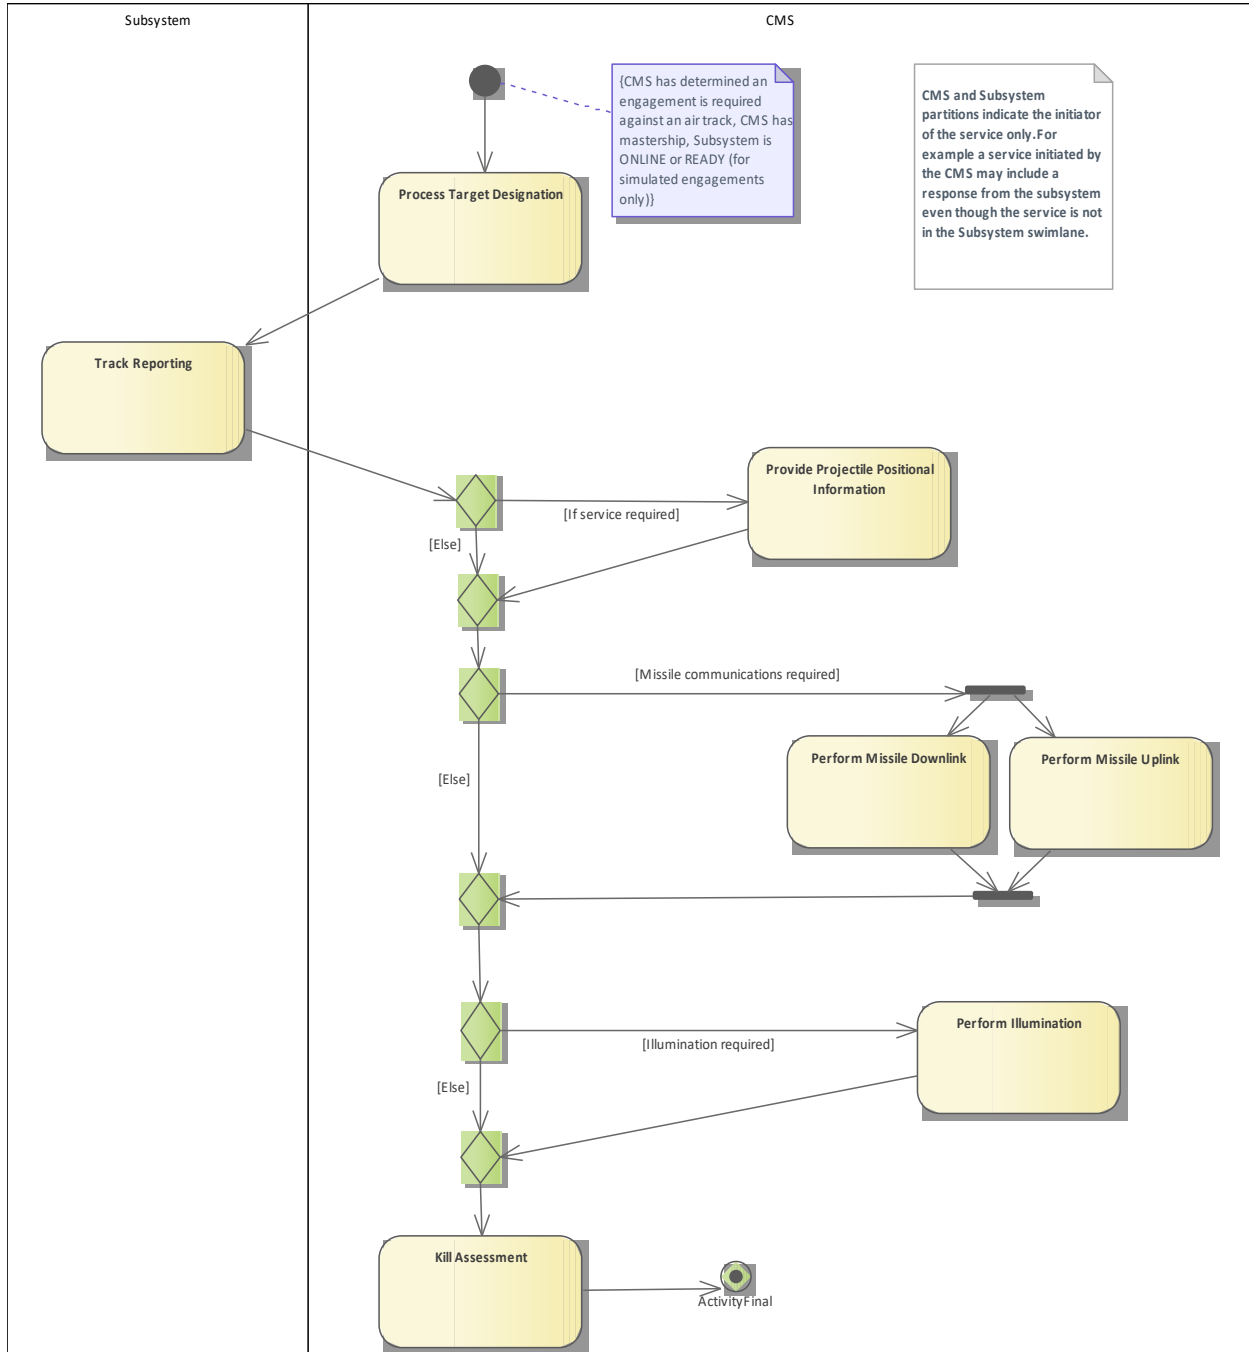 Subsystem
CMS
{CMS has determined an
engagement is required
against an air track, CMS has
mastership, Subsystem is
ONLINE or READY (for
simulated engagements
only)}
CMS and Subsystem
partitions indicate the initiator
of the service only.For
example a service initiated by
the CMS may include a
response from the subsystem
even though the service is not
in the Subsystem swimlane.
Process Target Designation
Track Reporting
Provide Projectile Positional
Information
[If service required]
[Else]
[Missile communications required]
Perform Missile Downlink
Perform Missile Uplink
[Else]
Perform Illumination
[Illumination required]
[Else]
Kill Assessment
ActivityFinal